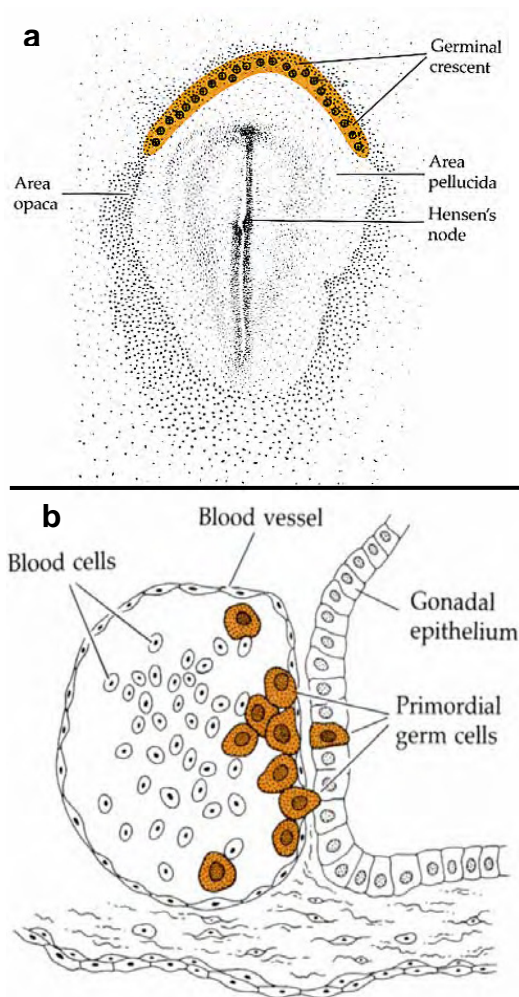 a
Germinal
crescent
Area
opaca
Area
pellucida
Hensen's
node
b
Blood vessel
Blood cells
Gonadal
epithelium
Primordial
germ cells